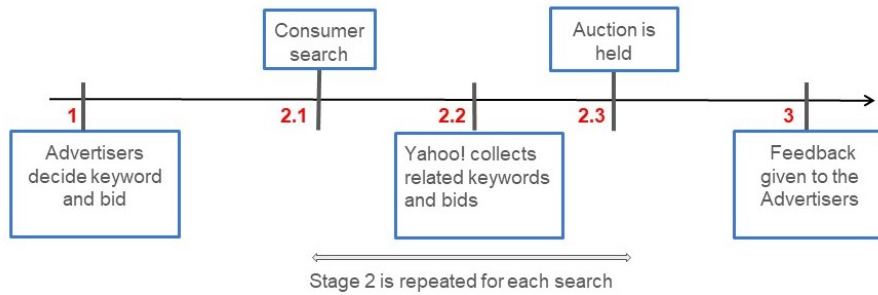 Consumer
search
Auction is
held
1
2.1
2.2
2.3
3
Advertisers
decide keyword
and bid
Yahoo! collects
related keywords
and bids
Feedback
given to the
Advertisers
Stage 2 is repeated for each search